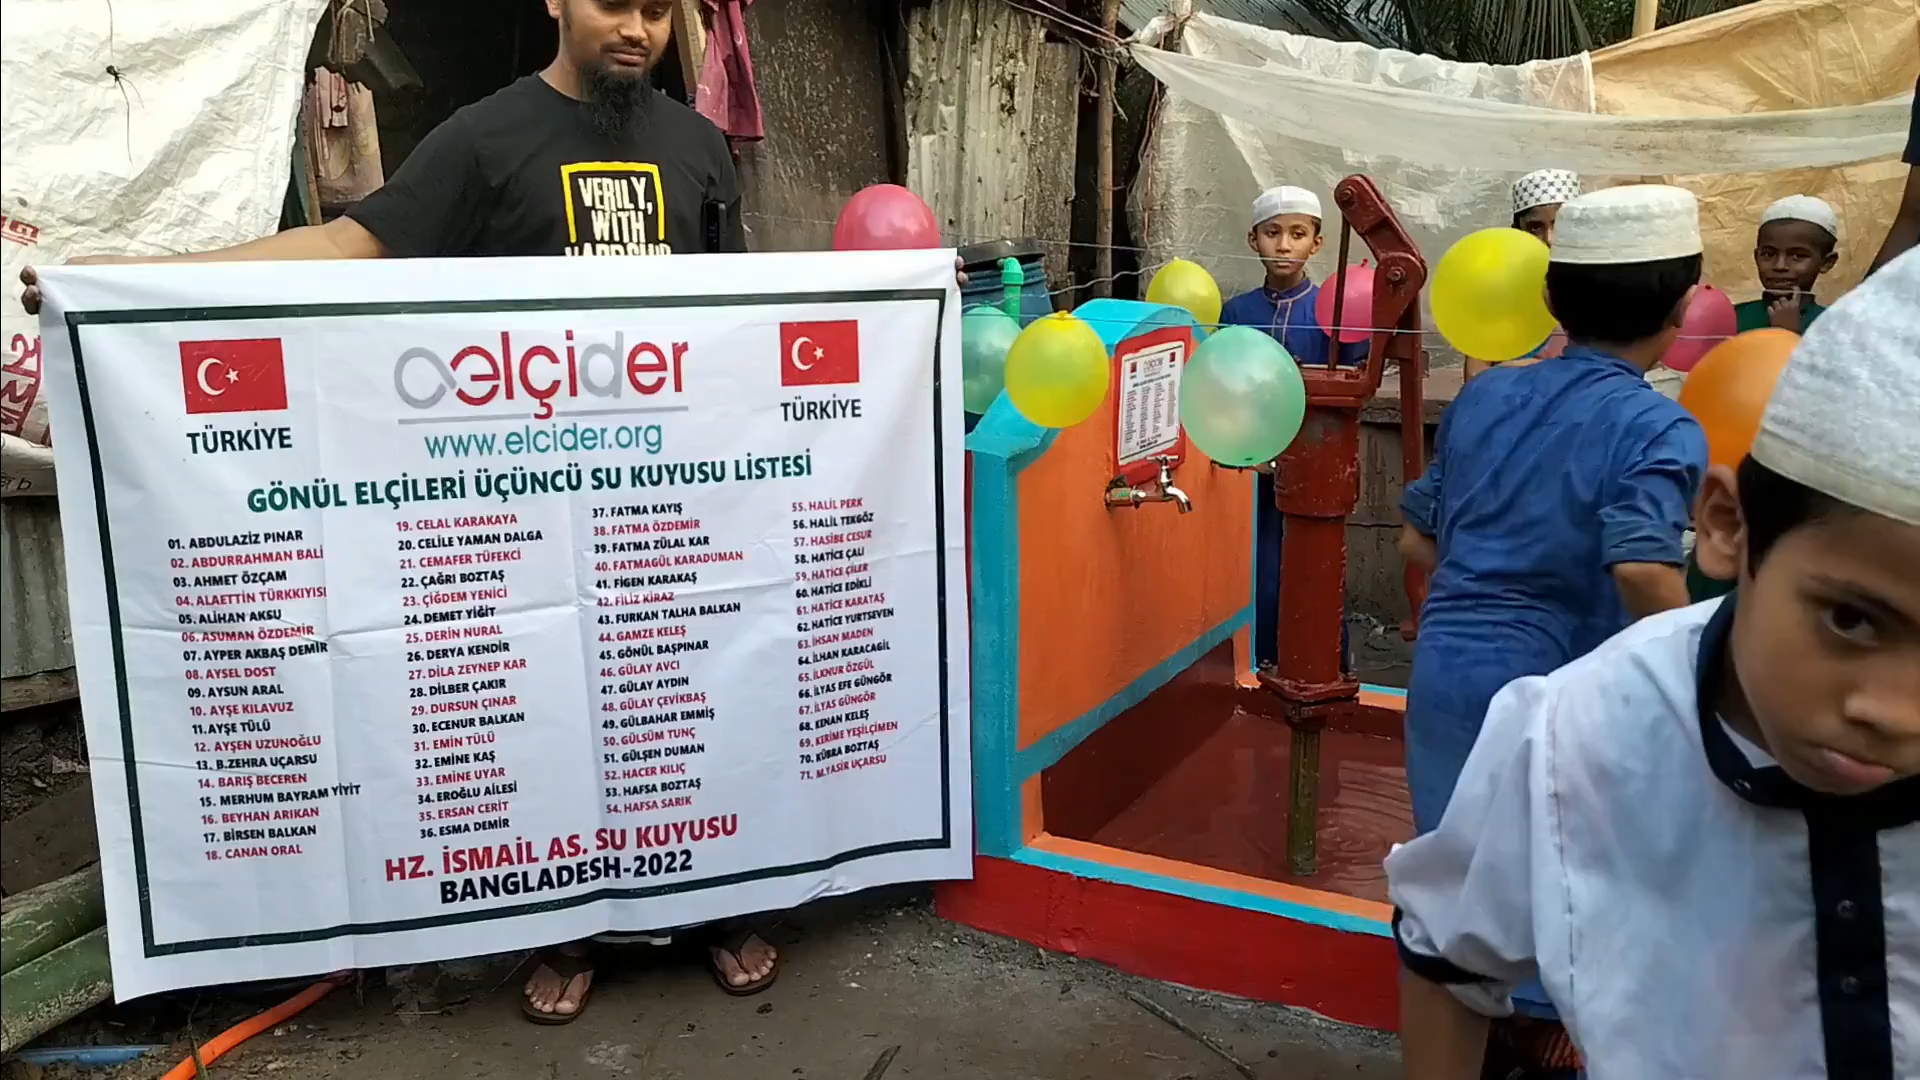 VERILY,
WITH
HARDSHIP
elçider
www.elcider.org
TÜRKİYE
TÜRKİYE
GÖNÜL ELÇİLERİ ÜÇÜNCÜ SU KUYUSU LİSTESİ
01. ABDULAZİZ PINAR
02. ABDURRAHMAN BALİ
03. AHMET ÖZÇAM
04. ALAETTİN TÜRKKIYISI
05. ALİHAN AKSU
06. ASUMAN ÖZDEMİR
07. AYPER AKBAŞ DEMİR
08. AYSEL DOST
09. AYSUN ARAL
10. AYŞE KILAVUZ
11. AYŞE TÜLÜ
12. AYŞEN UZUNOĞLU
13. B.ZEHRA UÇARSU
14. BARIŞ BECEREN
15. MERHUM BAYRAM YİYİT
16. BEYHAN ARIKAN
17. BİRSEN BALKAN
18. CANAN ORAL
19. CELAL KARAKAYA
20. CELİLE YAMAN DALGA
21. CEMAFER TÜFEKCİ
22. ÇAĞRI BOZTAŞ
23. ÇİĞDEM YENİCİ
24. DEMET YİĞİT
25. DERİN NURAL
26. DERYA KENDİR
27. DİLA ZEYNEP KAR
28. DİLBER ÇAKIR
29. DURSUN ÇINAR
30. ECENUR BALKAN
31. EMİN TÜLÜ
32. EMİNE KAŞ
33. EMİNE UYAR
34. EROĞLU AİLESİ
35. ERSAN CERİT
36. ESMA DEMİR
37. FATMA KAYIŞ
38. FATMA ÖZDEMİR
39. FATMA ZÜLAL KAR
40. FATMAGÜL KARADUMAN
41. FİGEN KARAKAŞ
42. FİLİZ KİRAZ
43. FURKAN TALHA BALKAN
44. GAMZE KELEŞ
45. GÖNÜL BAŞPINAR
46. GÜLAY AVCI
47. GÜLAY AYDIN
48. GÜLAY ÇEVİKBAŞ
49. GÜLBAHAR EMMİŞ
50. GÜLSÜM TUNÇ
51. GÜLŞEN DUMAN
52. HACER KILIÇ
53. HAFSA BOZTAŞ
54. HAFSA SARIK
55. HALİL PERK
56. HALİL TEKGÖZ
57. HASİBE CESUR
58. HATİCE ÇALI
59. HATİCE ÇİLER
60. HATİCE EDİKLİ
61. HATİCE KARATAŞ
62. HATİCE YURTSEVEN
63. İHSAN MADEN
64. İLHAN KARACAGİL
65. İLKNUR ÖZGÜL
66. İLYAS EFE GÜNGÖR
67. İLYAS GÜNGÖR
68. KENAN KELEŞ
69. KERİME YEŞİLÇİMEN
70. KÜBRA BOZTAŞ
71. M.YASİR UÇARSU
HZ. İSMAİL AS. SU KUYUSU
BANGLADESH-2022